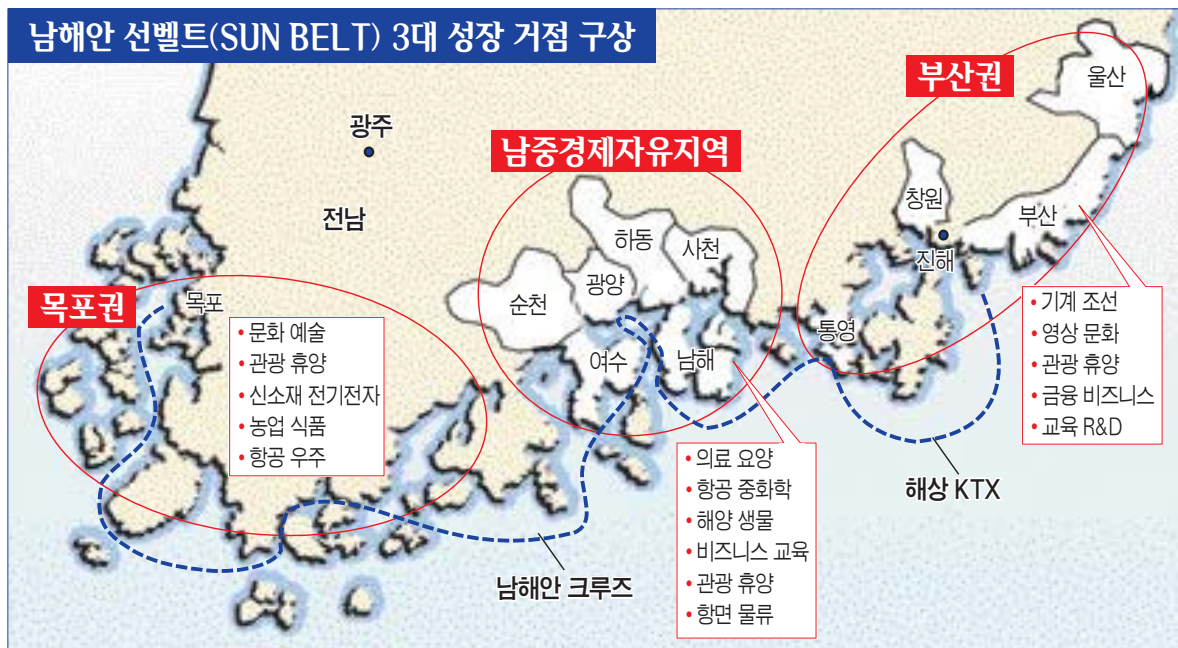 남해안 선벨트(SUN BELT) 3대 성장 거점 구상
부산권
울산
광주
남중경제자유지역
전남
창원
부산
하동
사천
진해
광양
목포권
목포
순천
통영
여수
남해
• 문화 예술
• 관광 휴양
• 신소재 전기전자
• 농업 식품
• 항공 우주
• 기계 조선
• 영상 문화
• 관광 휴양
• 금융 비즈니스
• 교육 R&D
• 의료 요양
• 항공 중화학
• 해양 생물
• 비즈니스 교육
• 관광 휴양
• 항면 물류
해상 KTX
남해안 크루즈